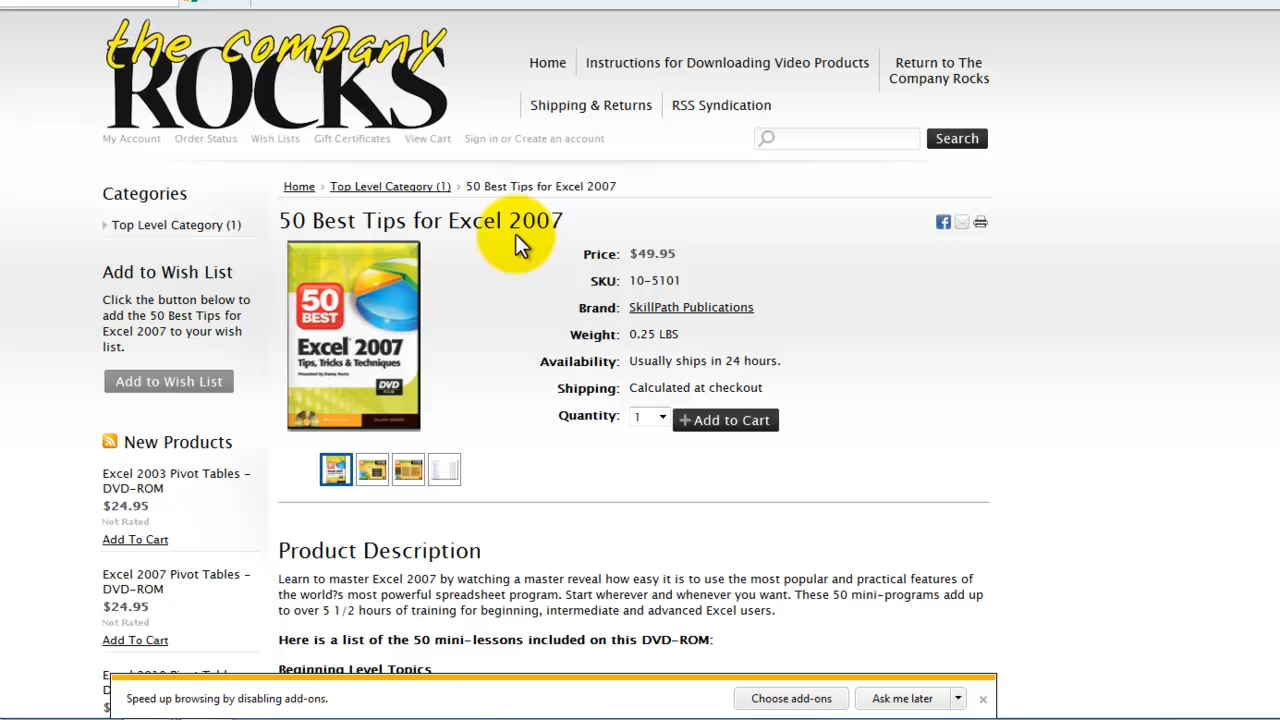 the company
ROCKS
Home
Instructions for Downloading Video Products
Return to The
Company Rocks
Shipping & Returns
RSS Syndication
My Account
Order Status
Wish Lists
Gift Certificates
View Cart
Sign in or Create an account
Search
Categories
Top Level Category (1)
Add to Wish List
Click the button below to
add the 50 Best Tips for
Excel 2007 to your wish
list.
Add to Wish List
New Products
Excel 2003 Pivot Tables -
DVD-ROM
$24.95
Not Rated
Add To Cart
Excel 2007 Pivot Tables -
DVD-ROM
$24.95
Not Rated
Add To Cart
Home › Top Level Category (1) › 50 Best Tips for Excel 2007
50 Best Tips for Excel 2007
50
BEST
Excel 2007
Tips, Tricks & Techniques
Presented by Danny Rocks
DVD
Price: $49.95
SKU: 10-5101
Brand: SkillPath Publications
Weight: 0.25 LBS
Availability: Usually ships in 24 hours.
Shipping: Calculated at checkout
Quantity: 1 Add to Cart
Product Description
Learn to master Excel 2007 by watching a master reveal how easy it is to use the most popular and practical features of
the world?s most powerful spreadsheet program. Start wherever and whenever you want. These 50 mini-programs add up
to over 5 1/2 hours of training for beginning, intermediate and advanced Excel users.
Here is a list of the 50 mini-lessons included on this DVD-ROM:
Beginning Level Topics
Speed up browsing by disabling add-ons.
Choose add-ons
Ask me later